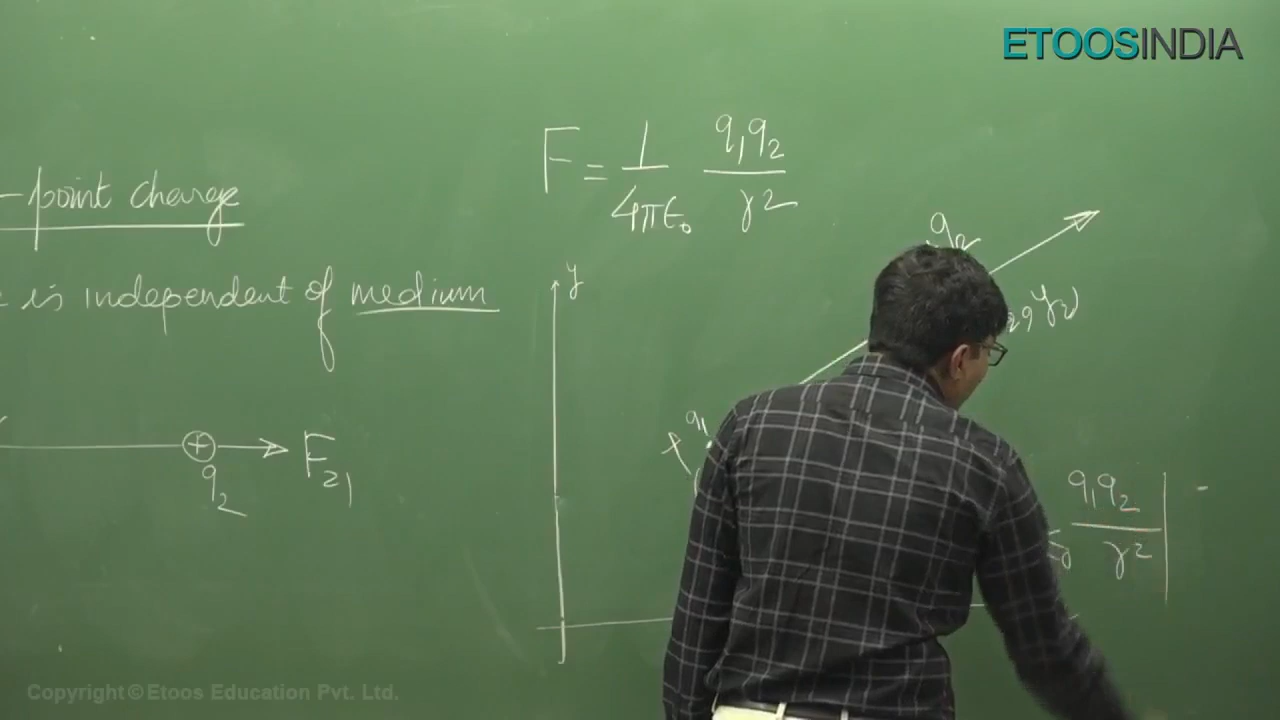 ETOOSINDIA
F = 1/4πε₀ q₁q₂/r²
-point charge
is independent of medium
y
q₂
y₂)
q₁
q₂
F₂₁
q₁q₂/r²
Copyright © Etoos Education Pvt. Ltd.